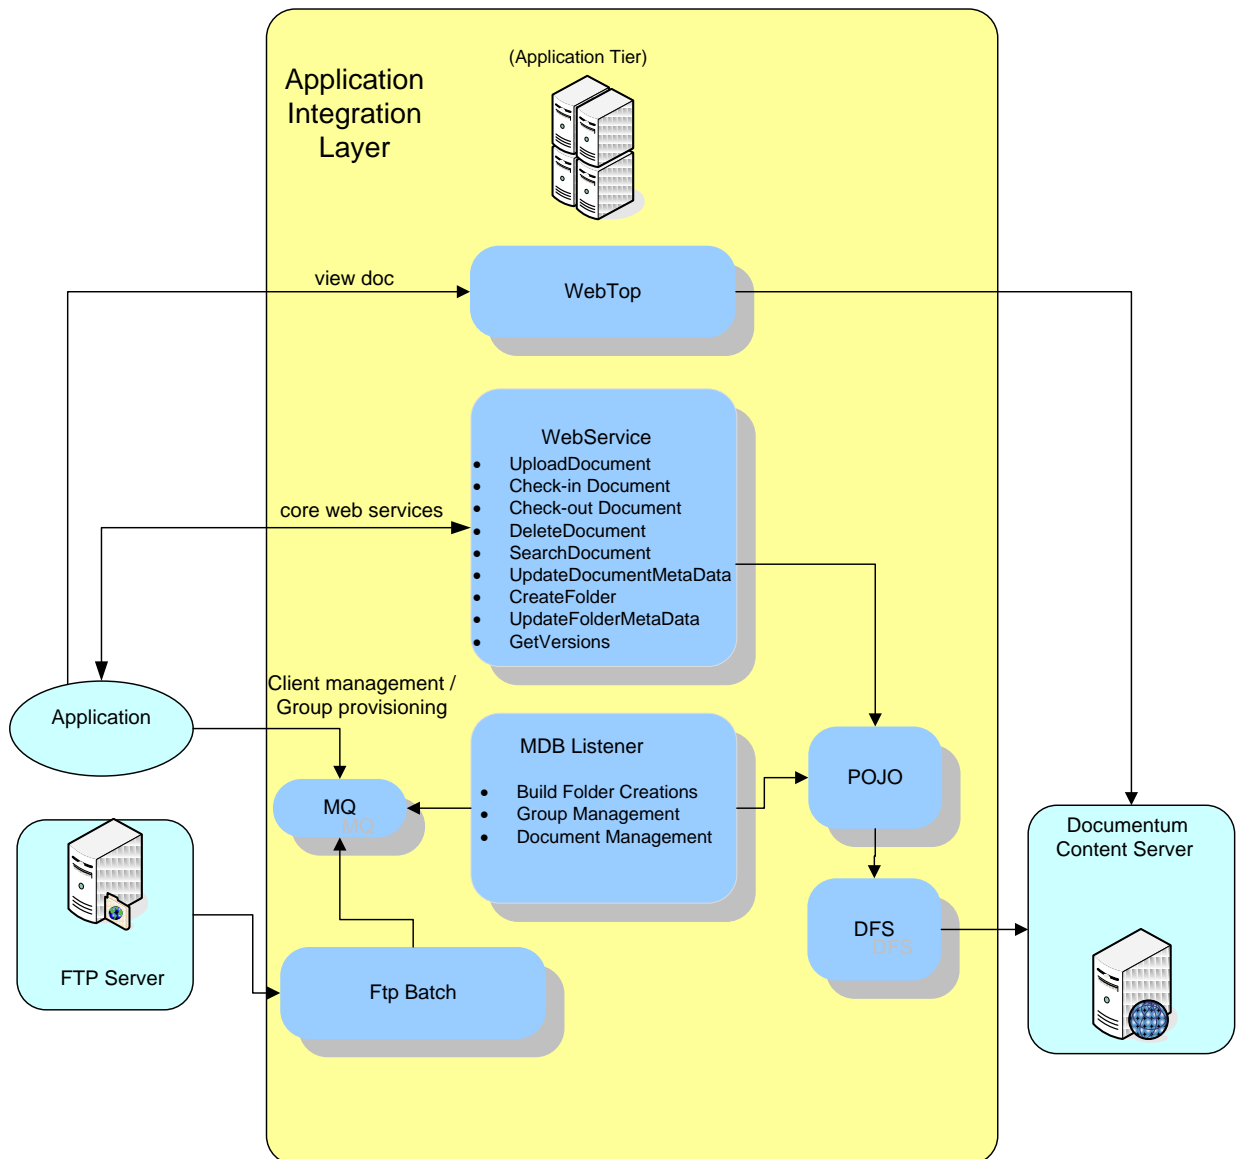 (Application Tier)
Application
Integration
Layer
view doc
WebTop
WebService
• UploadDocument
• Check-in Document
• Check-out Document
• DeleteDocument
• SearchDocument
• UpdateDocumentMetaData
• CreateFolder
• UpdateFolderMetaData
• GetVersions
core web services
Client management /
Group provisioning
Application
MDB Listener
• Build Folder Creations
• Group Management
• Document Management
POJO
MQ
MQ
Documentum
Content Server
DFS
DFS
FTP Server
Ftp Batch